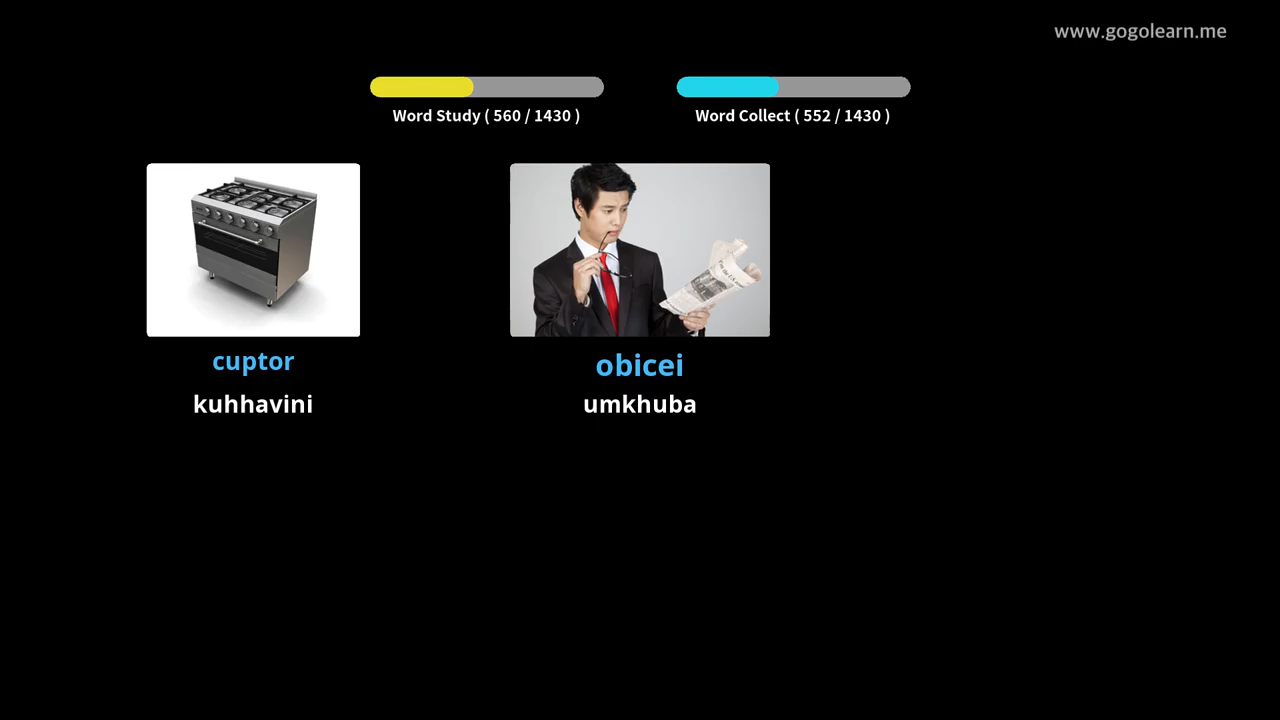 www.gogolearn.me
Word Study ( 560 / 1430 )
Word Collect ( 552 / 1430 )
cuptor
kuhhavini
obicei
umkhuba